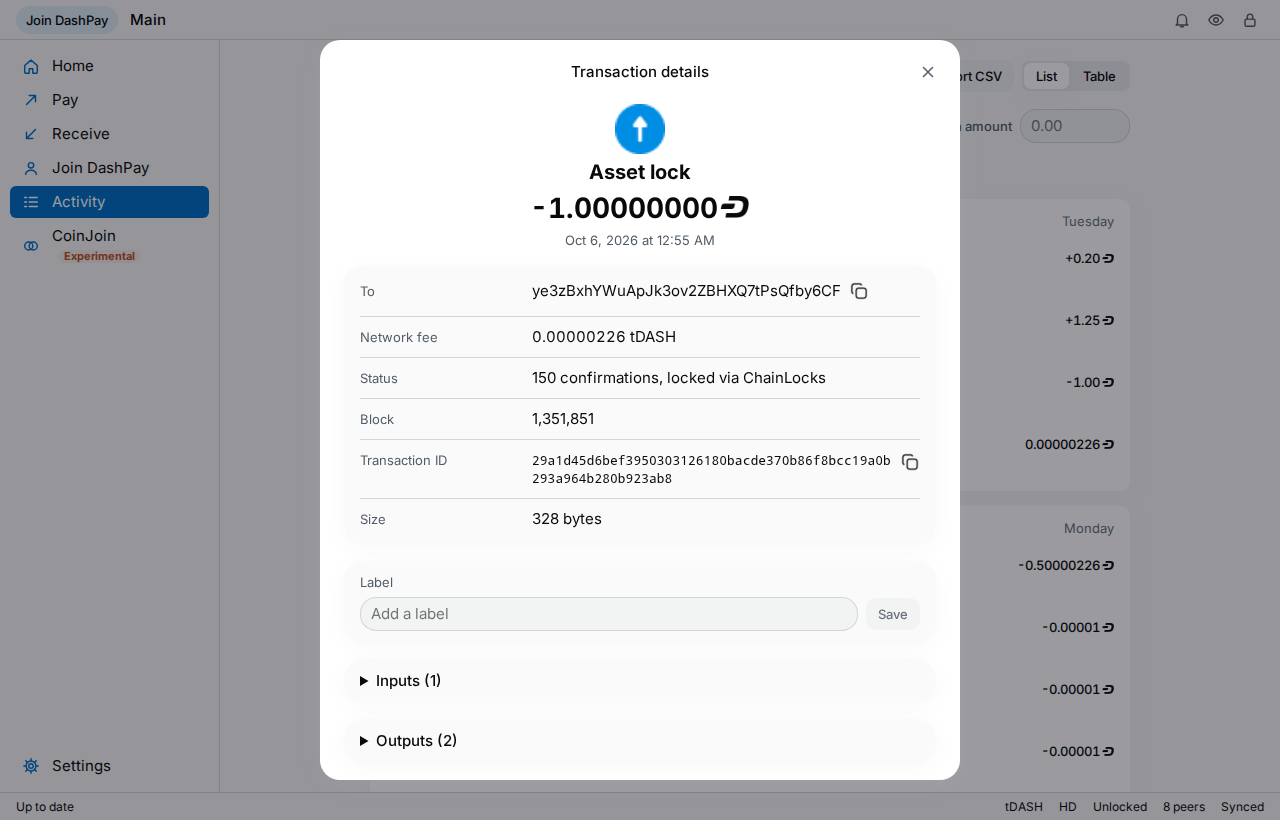 Join DashPay
Main
Home
Pay
Receive
Join DashPay
Activity
CoinJoin
Experimental
Settings
Transaction details
Asset lock
-1.00000000
Oct 6, 2026 at 12:55 AM
To
ye3zBxhYWuApJk3ov2ZBHXQ7tPsQfby6CF
Network fee
0.00000226 tDASH
Status
150 confirmations, locked via ChainLocks
Block
1,351,851
Transaction ID
29a1d45d6bef3950303126180bacde370b86f8bcc19a0b
293a964b280b923ab8
Size
328 bytes
Label
Add a label
Save
Inputs (1)
Outputs (2)
CSV
List
Table
amount
0.00
Tuesday
+0.20
+1.25
-1.00
0.00000226
Monday
-0.50000226
-0.00001
-0.00001
-0.00001
Up to date
tDASH
HD
Unlocked
8 peers
Synced